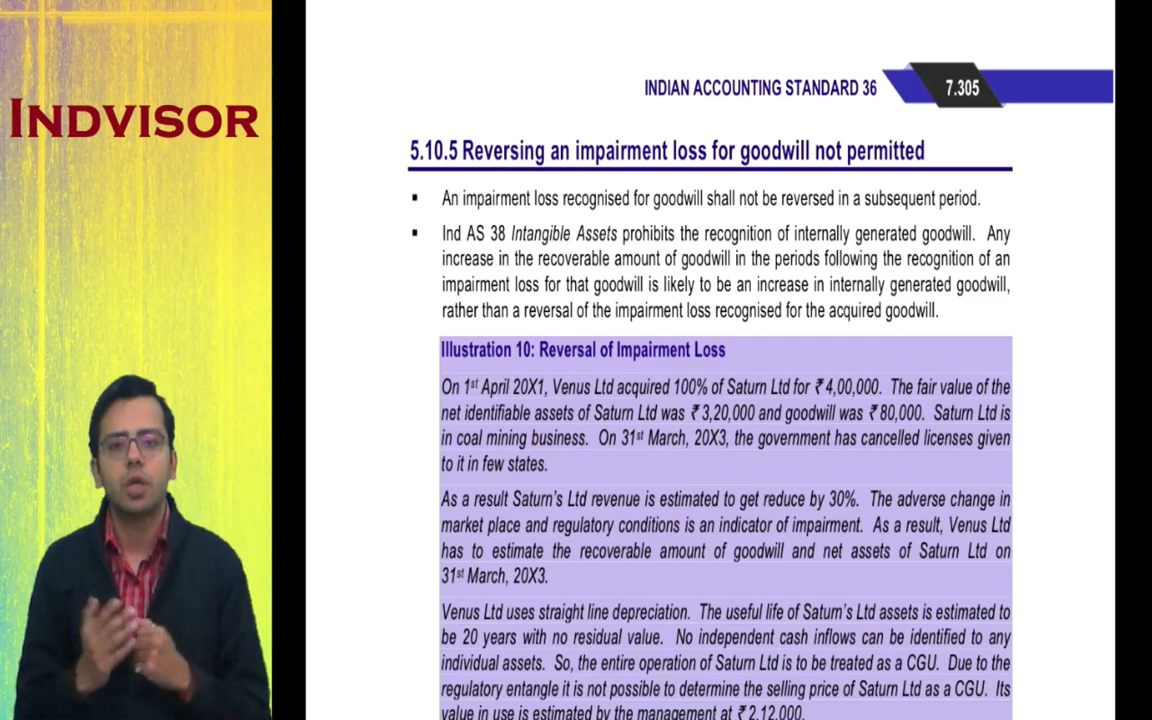 INDVISOR
INDIAN ACCOUNTING STANDARD 36
7.305
5.10.5 Reversing an impairment loss for goodwill not permitted
▪ An impairment loss recognised for goodwill shall not be reversed in a subsequent period.
▪ Ind AS 38 Intangible Assets prohibits the recognition of internally generated goodwill. Any
increase in the recoverable amount of goodwill in the periods following the recognition of an
impairment loss for that goodwill is likely to be an increase in internally generated goodwill,
rather than a reversal of the impairment loss recognised for the acquired goodwill.
Illustration 10: Reversal of Impairment Loss
On 1st April 20X1, Venus Ltd acquired 100% of Saturn Ltd for ₹ 4,00,000. The fair value of the
net identifiable assets of Saturn Ltd was ₹ 3,20,000 and goodwill was ₹ 80,000. Saturn Ltd is
in coal mining business. On 31st March, 20X3, the government has cancelled licenses given
to it in few states.
As a result Saturn's Ltd revenue is estimated to get reduce by 30%. The adverse change in
market place and regulatory conditions is an indicator of impairment. As a result, Venus Ltd
has to estimate the recoverable amount of goodwill and net assets of Saturn Ltd on
31st March, 20X3.
Venus Ltd uses straight line depreciation. The useful life of Saturn's Ltd assets is estimated to
be 20 years with no residual value. No independent cash inflows can be identified to any
individual assets. So, the entire operation of Saturn Ltd is to be treated as a CGU. Due to the
regulatory entangle it is not possible to determine the selling price of Saturn Ltd as a CGU. Its
value in use is estimated by the management at ₹ 2,12,000.